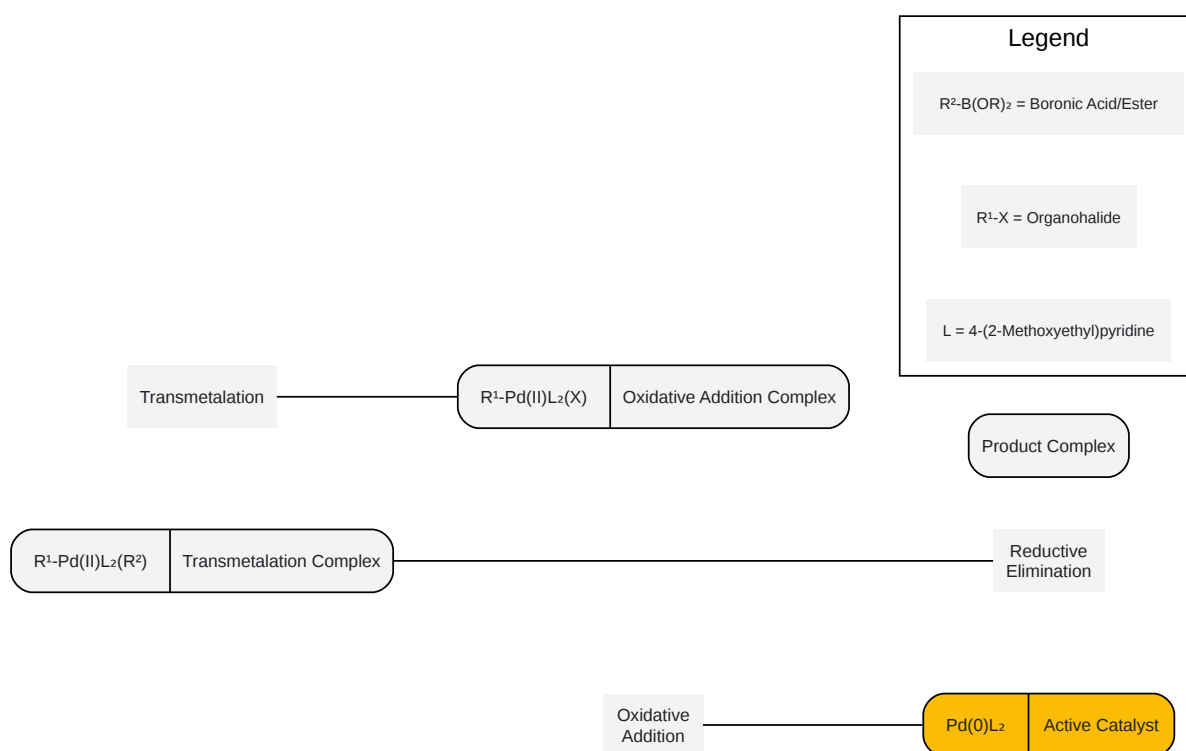 Legend
R²-B(OR)₂ = Boronic Acid/Ester
R¹-X = Organohalide
L = 4-(2-Methoxyethyl)pyridine
Transmetalation
R¹-Pd(II)L₂(X)
Oxidative Addition Complex
Product Complex
R¹-Pd(II)L₂(R²)
Transmetalation Complex
Reductive
Elimination
Oxidative
Addition
Pd(0)L₂
Active Catalyst